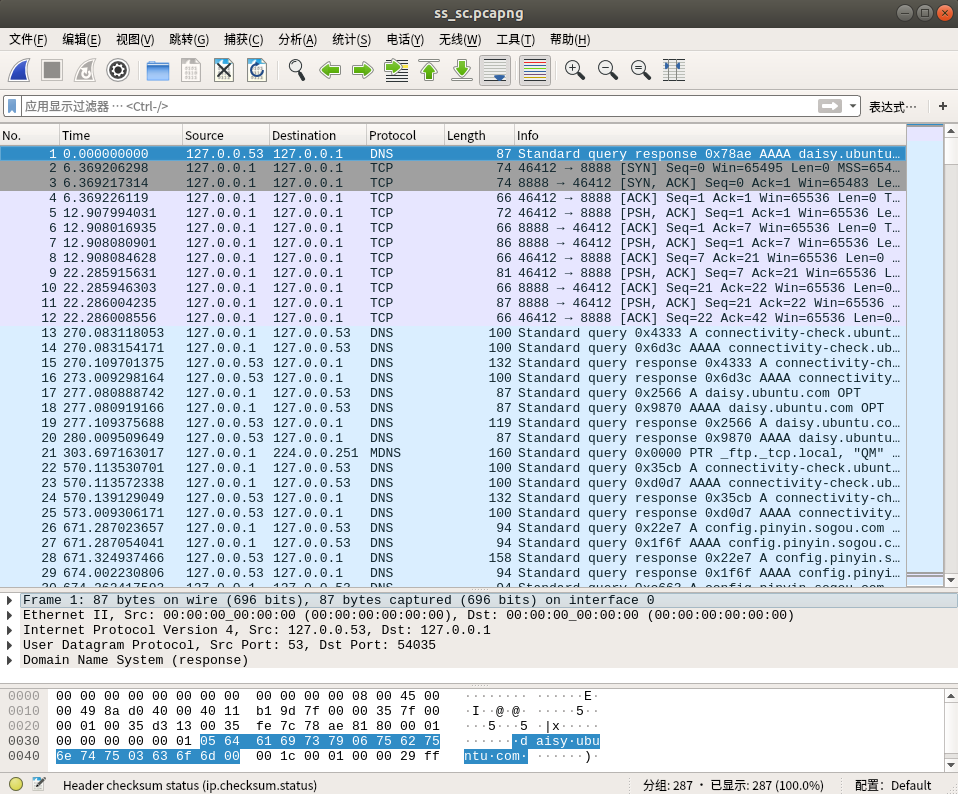 ss_sc.pcapng
文件(F) 编辑(E) 视图(V) 跳转(G) 捕获(C) 分析(A) 统计(S) 电话(Y) 无线(W) 工具(T) 帮助(H)
应用显示过滤器 … <Ctrl-/> 表达式… +
No. Time Source Destination Protocol Length Info
1 0.000000000 127.0.0.53 127.0.0.1 DNS 87 Standard query response 0x78ae AAAA daisy.ubuntu…
2 6.369206298 127.0.0.1 127.0.0.1 TCP 74 46412 → 8888 [SYN] Seq=0 Win=65495 Len=0 MSS=654…
3 6.369217314 127.0.0.1 127.0.0.1 TCP 74 8888 → 46412 [SYN, ACK] Seq=0 Ack=1 Win=65483 Le…
4 6.369226119 127.0.0.1 127.0.0.1 TCP 66 46412 → 8888 [ACK] Seq=1 Ack=1 Win=65536 Len=0 T…
5 12.907994031 127.0.0.1 127.0.0.1 TCP 72 46412 → 8888 [PSH, ACK] Seq=1 Ack=1 Win=65536 Le…
6 12.908016935 127.0.0.1 127.0.0.1 TCP 66 8888 → 46412 [ACK] Seq=1 Ack=7 Win=65536 Len=0 T…
7 12.908080901 127.0.0.1 127.0.0.1 TCP 86 8888 → 46412 [PSH, ACK] Seq=1 Ack=7 Win=65536 Le…
8 12.908084628 127.0.0.1 127.0.0.1 TCP 66 46412 → 8888 [ACK] Seq=7 Ack=21 Win=65536 Len=0 …
9 22.285915631 127.0.0.1 127.0.0.1 TCP 81 46412 → 8888 [PSH, ACK] Seq=7 Ack=21 Win=65536 L…
10 22.285946303 127.0.0.1 127.0.0.1 TCP 66 8888 → 46412 [ACK] Seq=21 Ack=22 Win=65536 Len=0…
11 22.286004235 127.0.0.1 127.0.0.1 TCP 87 8888 → 46412 [PSH, ACK] Seq=21 Ack=22 Win=65536 …
12 22.286008556 127.0.0.1 127.0.0.1 TCP 66 46412 → 8888 [ACK] Seq=22 Ack=42 Win=65536 Len=0…
13 270.083118053 127.0.0.1 127.0.0.53 DNS 100 Standard query 0x4333 A connectivity-check.ubunt…
14 270.083154171 127.0.0.1 127.0.0.53 DNS 100 Standard query 0x6d3c AAAA connectivity-check.ub…
15 270.109701375 127.0.0.53 127.0.0.1 DNS 132 Standard query response 0x4333 A connectivity-ch…
16 273.009298164 127.0.0.53 127.0.0.1 DNS 100 Standard query response 0x6d3c AAAA connectivity…
17 277.080888742 127.0.0.1 127.0.0.53 DNS 87 Standard query 0x2566 A daisy.ubuntu.com OPT
18 277.080919166 127.0.0.1 127.0.0.53 DNS 87 Standard query 0x9870 AAAA daisy.ubuntu.com OPT
19 277.109375688 127.0.0.53 127.0.0.1 DNS 119 Standard query response 0x2566 A daisy.ubuntu.co…
20 280.009509649 127.0.0.53 127.0.0.1 DNS 87 Standard query response 0x9870 AAAA daisy.ubuntu…
21 303.697163017 127.0.0.1 224.0.0.251 MDNS 160 Standard query 0x0000 PTR _ftp._tcp.local, "QM" …
22 570.113530701 127.0.0.1 127.0.0.53 DNS 100 Standard query 0x35cb A connectivity-check.ubunt…
23 570.113572338 127.0.0.1 127.0.0.53 DNS 100 Standard query 0xd0d7 AAAA connectivity-check.ub…
24 570.139129049 127.0.0.53 127.0.0.1 DNS 132 Standard query response 0x35cb A connectivity-ch…
25 573.009306171 127.0.0.53 127.0.0.1 DNS 100 Standard query response 0xd0d7 AAAA connectivity…
26 671.287023657 127.0.0.1 127.0.0.53 DNS 94 Standard query 0x22e7 A config.pinyin.sogou.com …
27 671.287054041 127.0.0.1 127.0.0.53 DNS 94 Standard query 0x1f6f AAAA config.pinyin.sogou.c…
28 671.324937466 127.0.0.53 127.0.0.1 DNS 158 Standard query response 0x22e7 A config.pinyin.s…
29 674.002230806 127.0.0.53 127.0.0.1 DNS 94 Standard query response 0x1f6f AAAA config.pinyi…
Frame 1: 87 bytes on wire (696 bits), 87 bytes captured (696 bits) on interface 0
Ethernet II, Src: 00:00:00_00:00:00 (00:00:00:00:00:00), Dst: 00:00:00_00:00:00 (00:00:00:00:00:00)
Internet Protocol Version 4, Src: 127.0.0.53, Dst: 127.0.0.1
User Datagram Protocol, Src Port: 53, Dst Port: 54035
Domain Name System (response)
0000 00 00 00 00 00 00 00 00 00 00 00 00 08 00 45 00 ········ ······E·
0010 00 49 8a d0 40 00 40 11 b1 9d 7f 00 00 35 7f 00 ·I··@·@· ·····5··
0020 00 01 00 35 d3 13 00 35 fe 7c 78 ae 81 80 00 01 ···5···5 ·|x·····
0030 00 00 00 00 00 01 05 64 61 69 73 79 06 75 62 75 ·······d aisy·ubu
0040 6e 74 75 03 63 6f 6d 00 00 1c 00 01 00 00 29 ff ntu·com· ······)·
Header checksum status (ip.checksum.status) 分组: 287 · 已显示: 287 (100.0%) 配置: Default